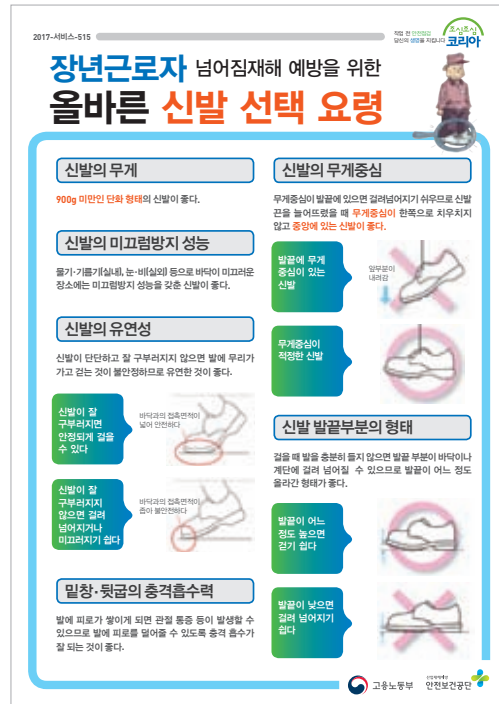 2017-서비스-515
작업 전 안전점검
당신의 생명을 지킵니다
조심조심
코리아
장년근로자 넘어짐재해 예방을 위한
올바른 신발 선택 요령
신발의 무게
900g 미만인 단화 형태의 신발이 좋다.
신발의 미끄럼방지 성능
물기·기름기(실내), 눈·비(실외) 등으로 바닥이 미끄러운
장소에는 미끄럼방지 성능을 갖춘 신발이 좋다.
신발의 유연성
신발이 단단하고 잘 구부러지지 않으면 발에 무리가
가고 걷는 것이 불안정하므로 유연한 것이 좋다.
신발이 잘
구부러지면
안정되게 걸을
수 있다
바닥과의 접촉면적이
넓어 안전하다
신발이 잘
구부러지지
않으면 걸려
넘어지거나
미끄러지기 쉽다
바닥과의 접촉면적이
좁아 불안전하다
밑창·뒷굽의 충격흡수력
발에 피로가 쌓이게 되면 관절 통증 등이 발생할 수
있으므로 발에 피로를 덜어줄 수 있도록 충격 흡수가
잘 되는 것이 좋다.
신발의 무게중심
무게중심이 발끝에 있으면 걸려넘어지기 쉬우므로 신발
끈을 늘어뜨렸을 때 무게중심이 한쪽으로 치우치지
않고 중앙에 있는 신발이 좋다.
발끝에 무게
중심이 있는
신발
앞부분이
내려감
무게중심이
적정한 신발
신발 발끝부분의 형태
걸을 때 발을 충분히 들지 않으면 발끝 부분이 바닥이나
계단에 걸려 넘어질 수 있으므로 발끝이 어느 정도
올라간 형태가 좋다.
발끝이 어느
정도 높으면
걷기 쉽다
발끝이 낮으면
걸려 넘어지기
쉽다
고용노동부
산업재해예방
안전보건공단